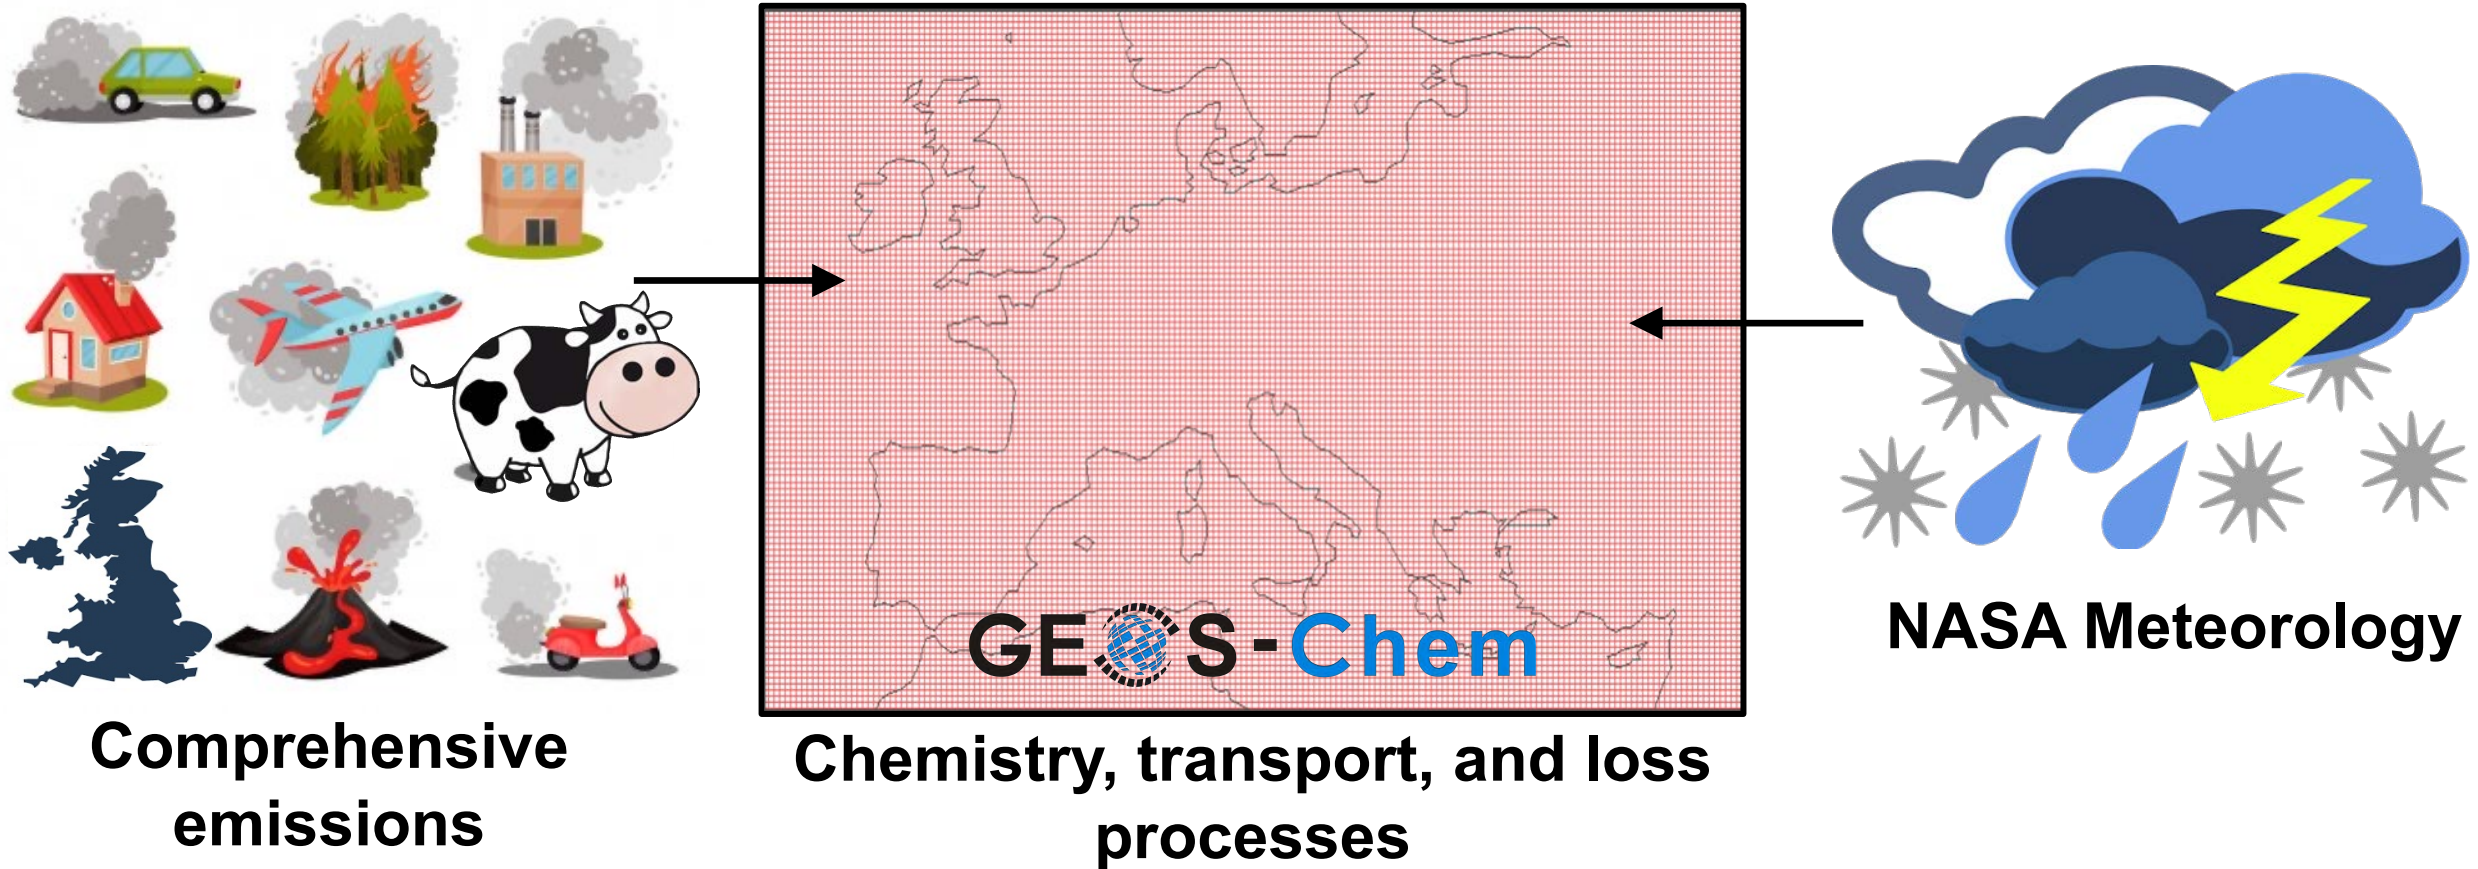 GEOS-Chem
Comprehensive
emissions
Chemistry, transport, and loss
processes
NASA Meteorology